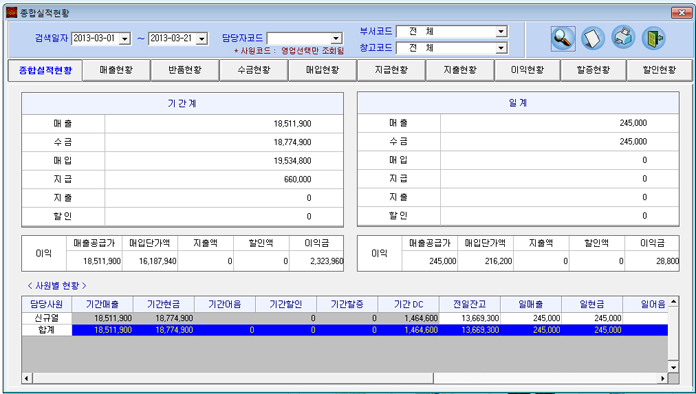 종합실적현황
검색일자 2013-03-01 ~ 2013-03-21 담당자코드 부서코드 전 체
* 사원코드 : 영업선택만 조회됨 창고코드 전 체
종합실적현황 매출현황 반품현황 수금현황 매입현황 지급현황 지출현황 이익현황 할증현황 할인현황
기 간 계
매 출 18,511,900
수 금 18,774,900
매 입 19,534,800
지 급 660,000
지 출 0
할 인 0
일 계
매 출 245,000
수 금 245,000
매 입 0
지 급 0
지 출 0
할 인 0
이익 매출공급가 매입단가액 지출액 할인액 이익금
18,511,900 16,187,940 0 0 2,323,960
이익 매출공급가 매입단가액 지출액 할인액 이익금
245,000 216,200 0 0 28,800
< 사원별 현황 >
담당사원 기간매출 기간현금 기간어음 기간할인 기간할증 기간 DC 전일잔고 일매출 일현금 일어음
신규열 18,511,900 18,774,900 0 0 1,464,600 13,669,300 245,000 245,000
합계 18,511,900 18,774,900 0 0 0 1,464,600 13,669,300 245,000 245,000